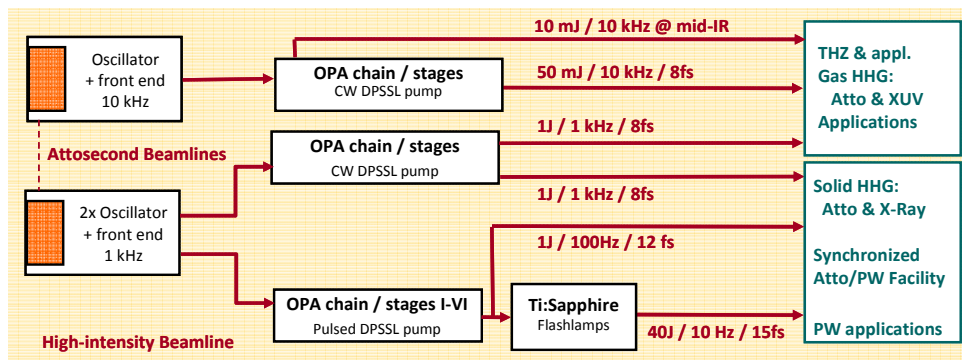 10 mJ / 10 kHz @ mid-IR
Oscillator
+ front end
10 kHz
OPA chain / stages
CW DPSSL pump
50 mJ / 10 kHz / 8fs
THZ & appl.
Gas HHG:
Atto & XUV
Applications
Attosecond Beamlines
OPA chain / stages
CW DPSSL pump
1J / 1 kHz / 8fs
1J / 1 kHz / 8fs
2x Oscillator
+ front end
1 kHz
Solid HHG:
Atto & X-Ray
Synchronized
Atto/PW Facility
PW applications
1J / 100Hz / 12 fs
OPA chain / stages I-VI
Pulsed DPSSL pump
Ti:Sapphire
Flashlamps
40J / 10 Hz / 15fs
High-intensity Beamline